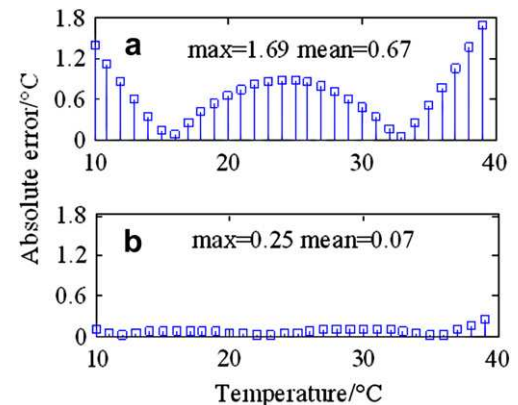 Absolute error/°C
1.8
1.2
0.6
0
a
max=1.69 mean=0.67
10
20
30
40
1.8
1.2
0.6
0
b
max=0.25 mean=0.07
10
20
30
40
Temperature/°C